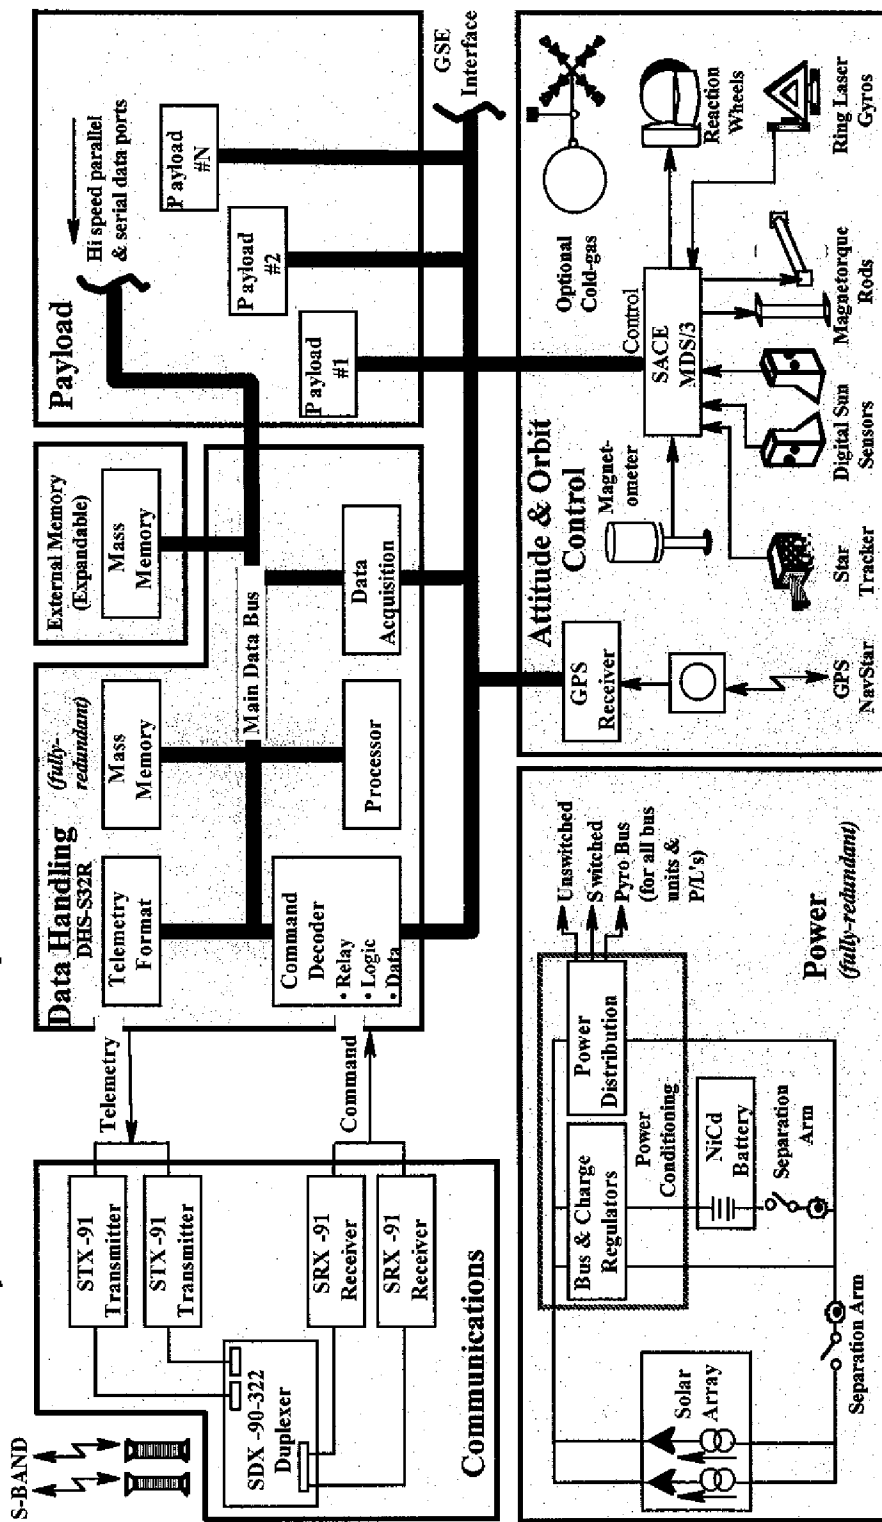 S-BAND
STX-91
Transmitter
STX-91
Transmitter
SDX -90-322
Duplexer
SRX -91
Receiver
SRX -91
Receiver
Communications
Telemetry
Command
Data Handling
DHS-S32R
(fully-
redundant)
Telemetry
Format
Mass
Memory
Command
Decoder
• Relay
• Logic
• Data
Processor
Main Data Bus
Data
Acquisition
External Memory
(Expandable)
Mass
Memory
Payload
Hi speed parallel
& serial data ports
Payload
#1
Payload
#2
Payload
#N
GSE
Interface
Solar
Array
Separation Arm
Bus & Charge
Regulators
Power
Distribution
Power
Conditioning
NiCd
Battery
Separation
Arm
Unswitched
Switched
Pyro Bus
(for all bus
units &
P/L's)
Power
(fully-redundant)
Attitude & Orbit
Control
GPS
Receiver
GPS
NavStar
Magnet-
ometer
Star
Tracker
Control
SACE
MDS/3
Digital Sun
Sensors
Magnetorque
Rods
Optional
Cold-gas
Reaction
Wheels
Ring Laser
Gyros